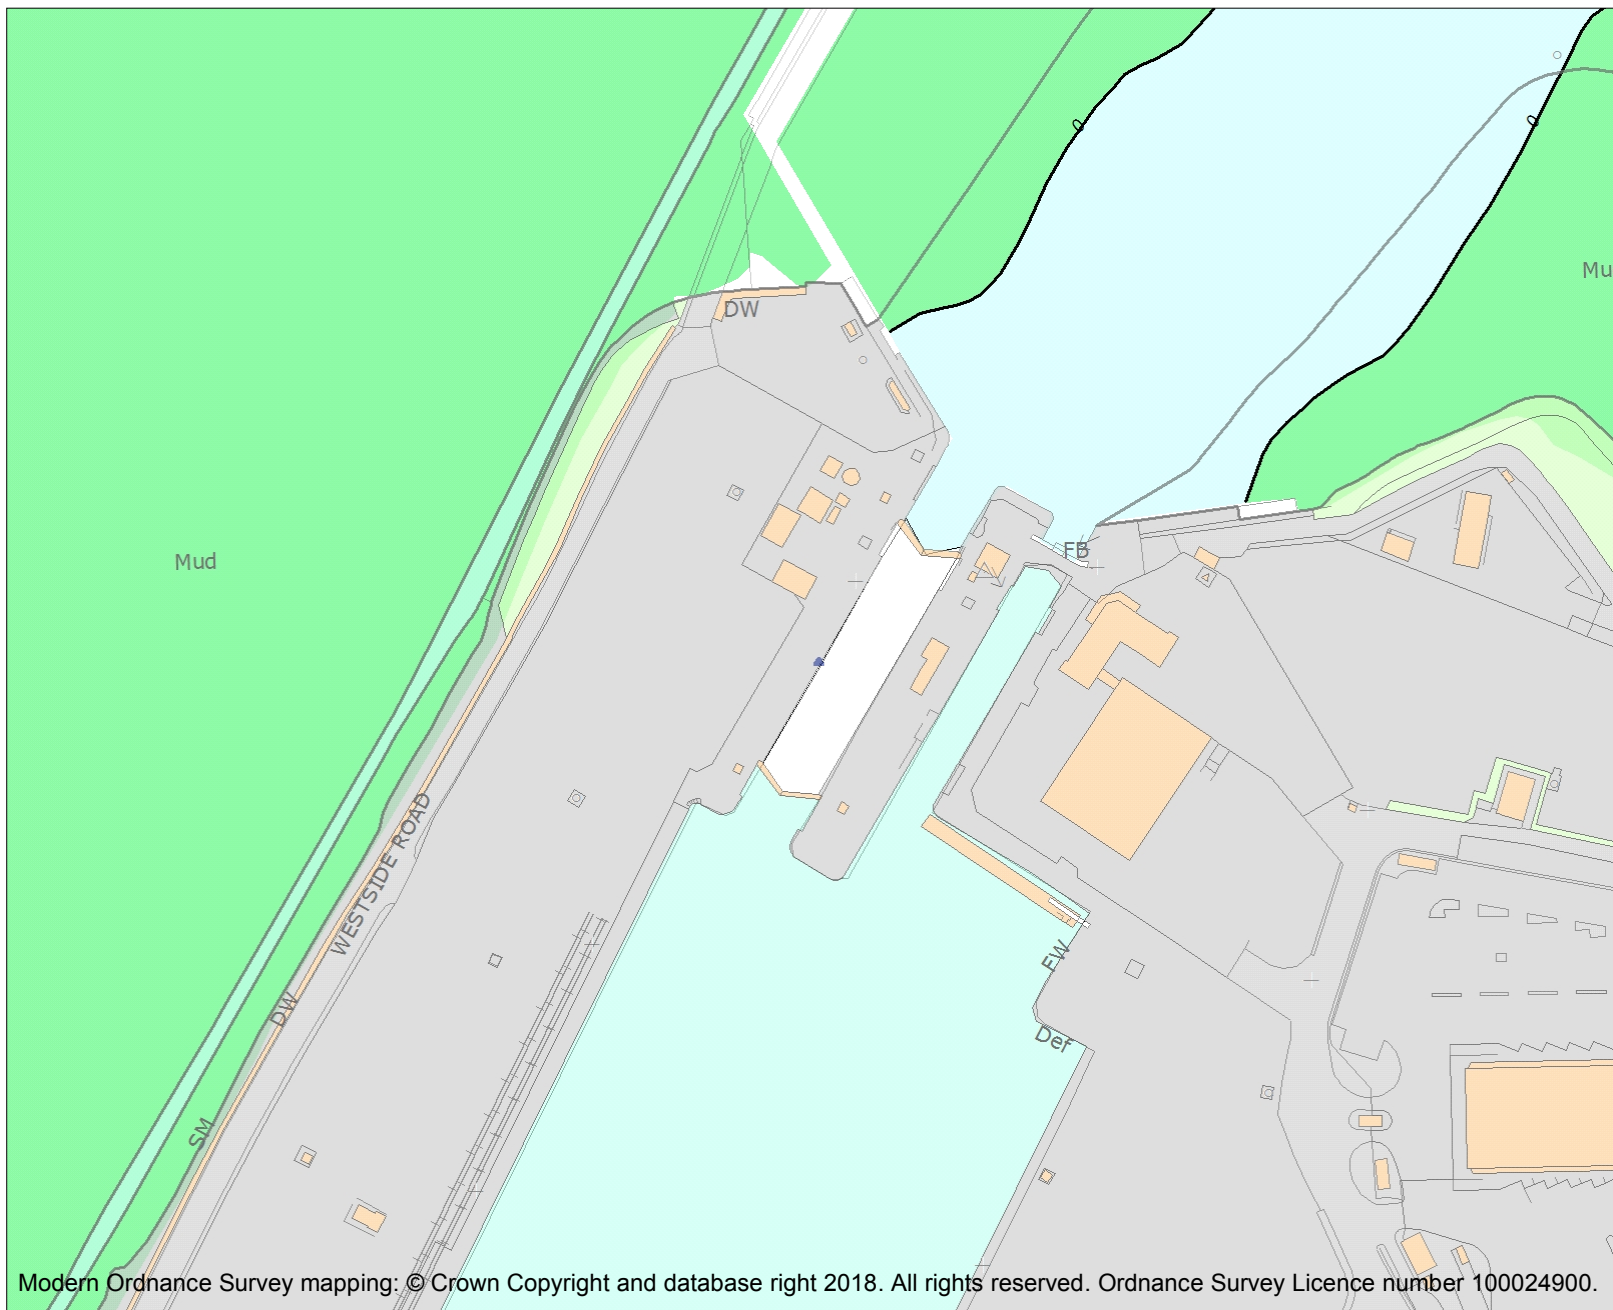 Mu
DW
FB
Mud
WESTSIDE ROAD
FW
DW
Def
SM
Modern Ordnance Survey mapping: © Crown Copyright and database right 2018. All rights reserved. Ordnance Survey Licence number 100024900.